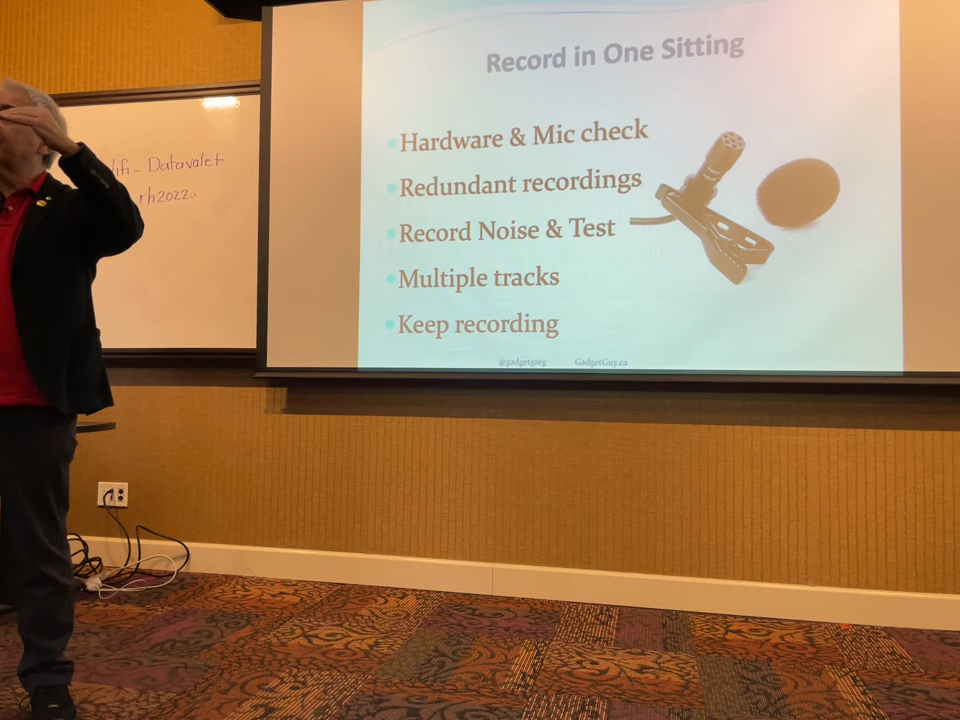 Record in One Sitting
Hardware & Mic check
Redundant recordings
Record Noise & Test
Multiple tracks
Keep recording
@gadgetgreg GadgetGuy.ca
Datavalet
rh2022